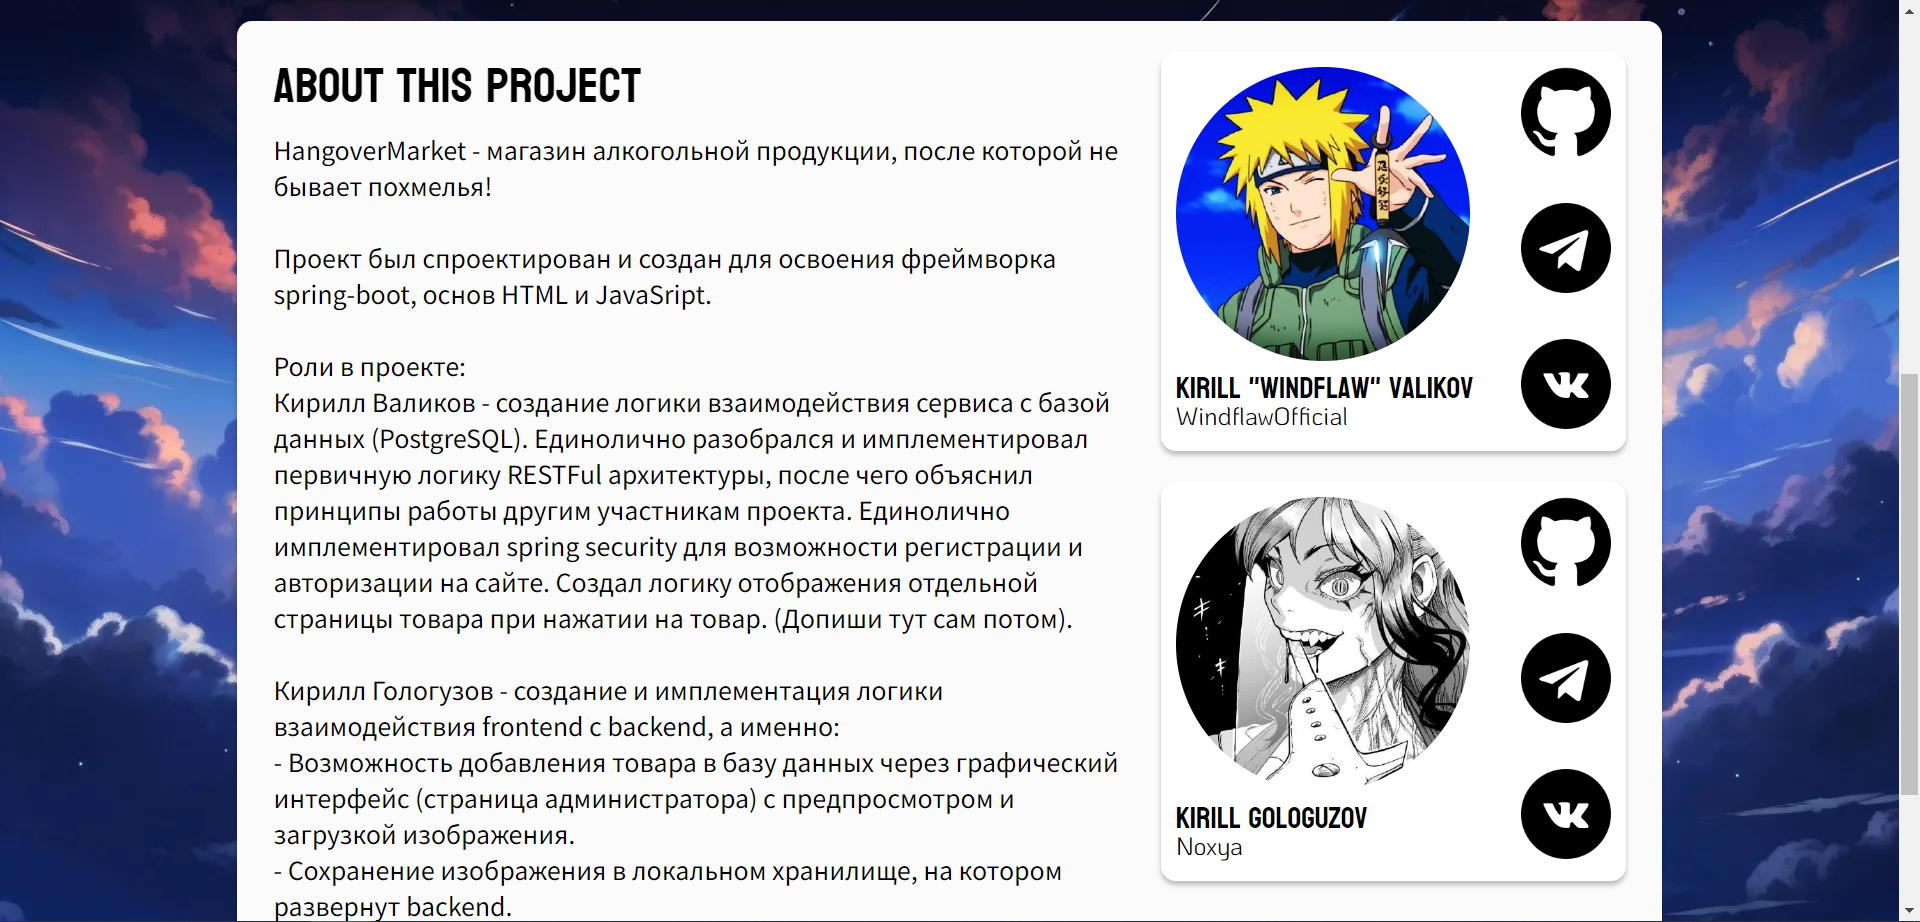 ABOUT THIS PROJECT
HangoverMarket - магазин алкогольной продукции, после которой не
бывает похмелья!
Проект был спроектирован и создан для освоения фреймворка
spring-boot, основ HTML и JavaSript.
Роли в проекте:
Кирилл Валиков - создание логики взаимодействия сервиса с базой
данных (PostgreSQL). Единолично разобрался и имплементировал
первичную логику RESTFul архитектуры, после чего объяснил
принципы работы другим участникам проекта. Единолично
имплементировал spring security для возможности регистрации и
авторизации на сайте. Создал логику отображения отдельной
страницы товара при нажатии на товар. (Допиши тут сам потом).
Кирилл Гологузов - создание и имплементация логики
взаимодействия frontend с backend, а именно:
- Возможность добавления товара в базу данных через графический
интерфейс (страница администратора) с предпросмотром и
загрузкой изображения.
- Сохранение изображения в локальном хранилище, на котором
развернут backend.
KIRILL "WINDFLAW" VALIKOV
WindflawOfficial
KIRILL GOLOGUZOV
Noxya